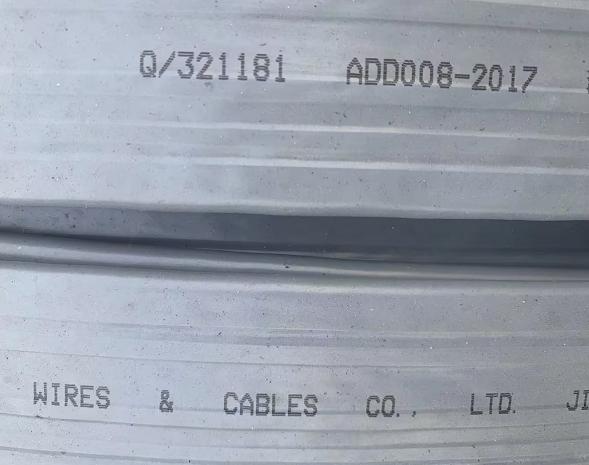 Q/321181 ADD008-2017
WIRES & CABLES CO., LTD. JI